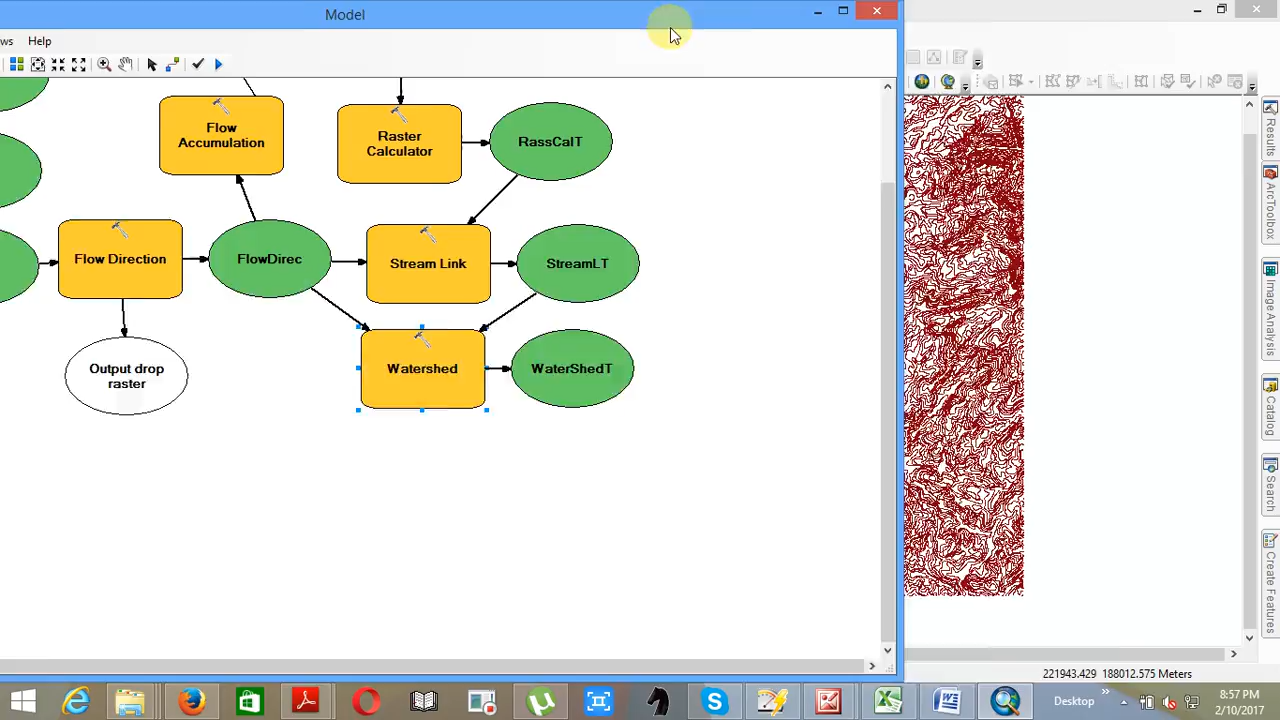 Model
ws Help
Flow
Accumulation
Raster
Calculator
RassCalT
Flow Direction
FlowDirec
Stream Link
StreamLT
Output drop
raster
Watershed
WaterShedT
Results
ArcToolbox
Image Analysis
Catalog
Search
Create Features
221943.429 188012.575 Meters
Desktop
8:57 PM
2/10/2017